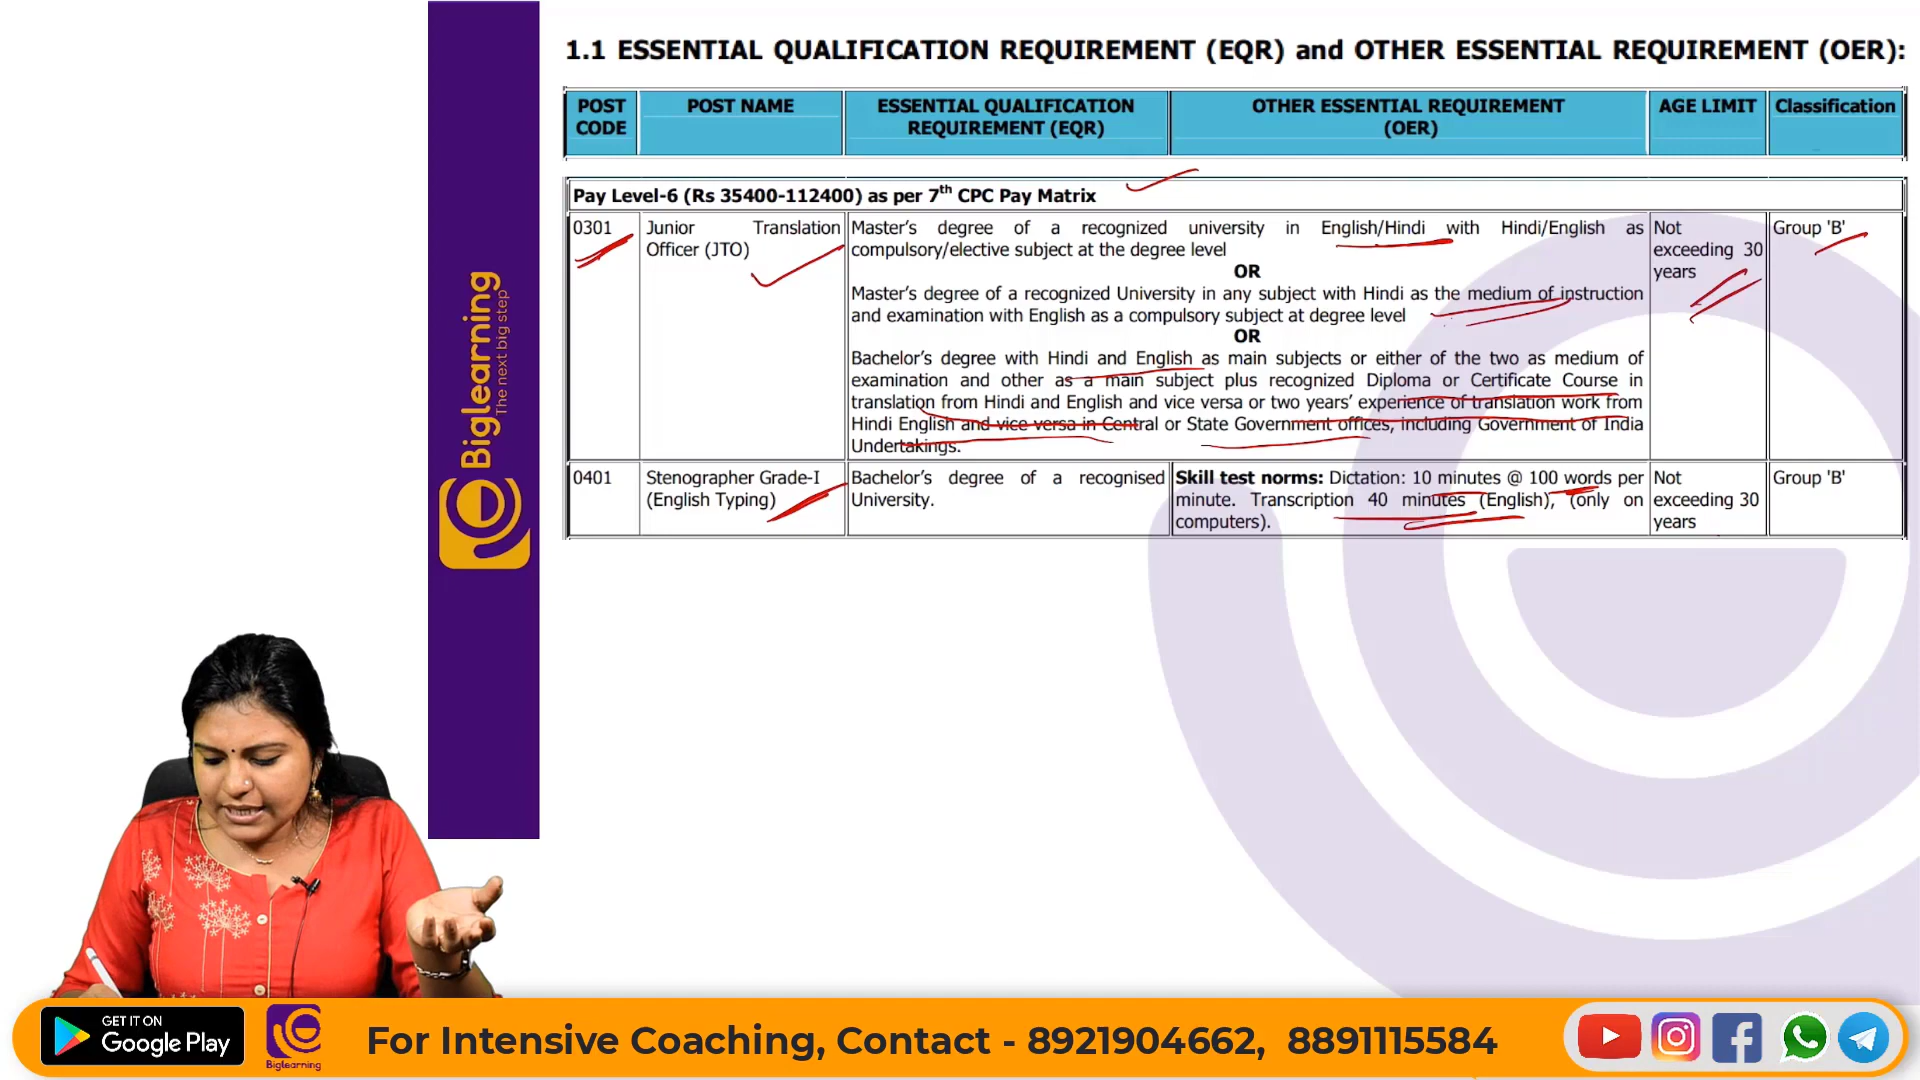 1.1 ESSENTIAL QUALIFICATION REQUIREMENT (EQR) and OTHER ESSENTIAL REQUIREMENT (OER):
POST CODE
POST NAME
ESSENTIAL QUALIFICATION REQUIREMENT (EQR)
OTHER ESSENTIAL REQUIREMENT (OER)
AGE LIMIT
Classification
Pay Level-6 (Rs 35400-112400) as per 7th CPC Pay Matrix
0301
Junior Translation
Officer (JTO)
Master's degree of a recognized university in English/Hindi with Hindi/English as
compulsory/elective subject at the degree level
OR
Master's degree of a recognized University in any subject with Hindi as the medium of instruction
and examination with English as a compulsory subject at degree level
OR
Bachelor's degree with Hindi and English as main subjects or either of the two as medium of
examination and other as a main subject plus recognized Diploma or Certificate Course in
translation from Hindi and English and vice versa or two years' experience of translation work from
Hindi English and vice versa in Central or State Government offices, including Government of India
Undertakings.
Not
exceeding 30
years
Group 'B'
0401
Stenographer Grade-I
(English Typing)
Bachelor's degree of a recognised
University.
Skill test norms: Dictation: 10 minutes @ 100 words per
minute. Transcription 40 minutes (English), (only on
computers).
Not
exceeding 30
years
Group 'B'
Biglearning
The next big step
GET IT ON
Google Play
Biglearning
For Intensive Coaching, Contact - 8921904662, 8891115584